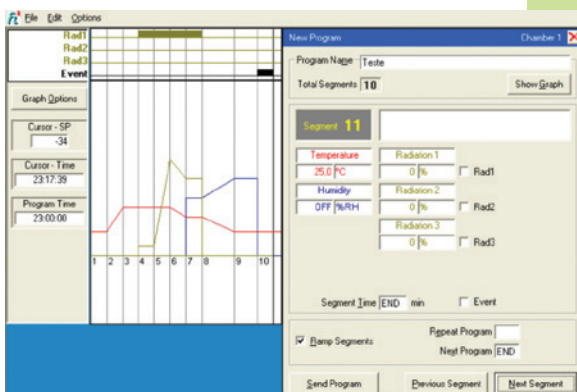 File Edit Options
Rad1
Rad2
Rad3
Event
Graph Options
Cursor - SP
-34
Cursor - Time
23:17:39
Program Time
23:00:00
1 2 3 4 5 6 7 8 9 10
New Program Chamber 1
Program Name Teste
Total Segments 10 Show Graph
Segment 11
Temperature Radiation 1
25.0 °C 0 % Rad1
Humidity Radiation 2
OFF %RH 0 % Rad2
Radiation 3
0 % Rad3
Segment Time END min Event
Ramp Segments Repeat Program
Next Program END
Send Program Previous Segment Next Segment